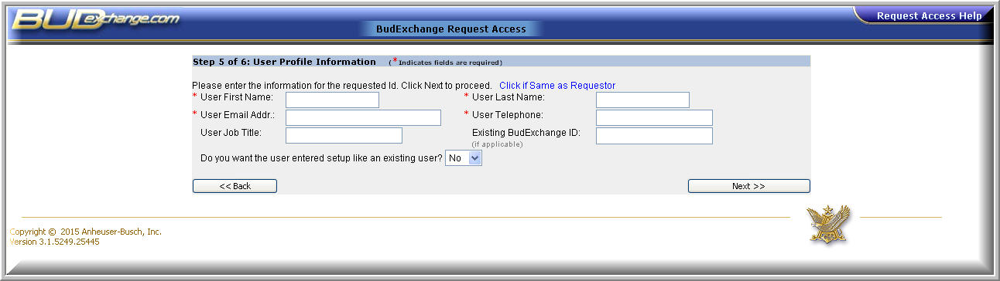 BUDexchange.com
Request Access Help
BudExchange Request Access
Step 5 of 6: User Profile Information (*Indicates fields are required)
Please enter the information for the requested Id. Click Next to proceed. Click if Same as Requestor
* User First Name: * User Last Name:
* User Email Addr.: * User Telephone:
User Job Title: Existing BudExchange ID:
(if applicable)
Do you want the user entered setup like an existing user? No
<< Back Next >>
Copyright © 2015 Anheuser-Busch, Inc.
Version 3.1.5249.25445